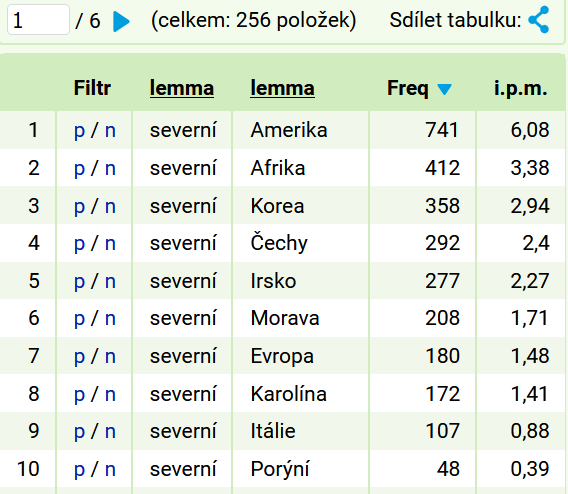 1 / 6 (celkem: 256 položek) Sdílet tabulku:
Filtr lemma lemma Freq i.p.m.
1 p / n severní Amerika 741 6,08
2 p / n severní Afrika 412 3,38
3 p / n severní Korea 358 2,94
4 p / n severní Čechy 292 2,4
5 p / n severní Irsko 277 2,27
6 p / n severní Morava 208 1,71
7 p / n severní Evropa 180 1,48
8 p / n severní Karolína 172 1,41
9 p / n severní Itálie 107 0,88
10 p / n severní Porýní 48 0,39